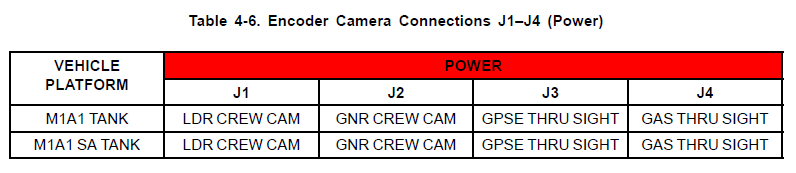 Table 4-6. Encoder Camera Connections J1–J4 (Power)
VEHICLE PLATFORM POWER
J1 J2 J3 J4
M1A1 TANK LDR CREW CAM GNR CREW CAM GPSE THRU SIGHT GAS THRU SIGHT
M1A1 SA TANK LDR CREW CAM GNR CREW CAM GPSE THRU SIGHT GAS THRU SIGHT